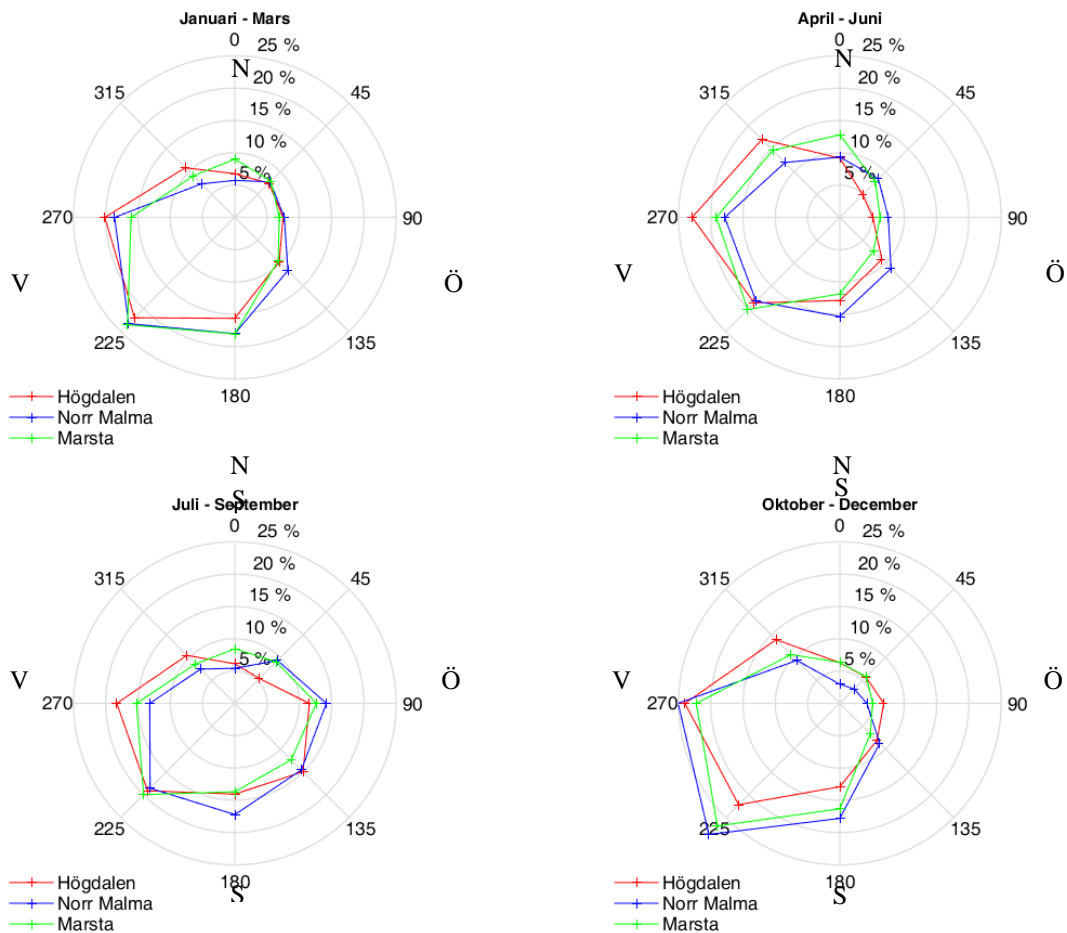 Januari - Mars
0
25 %
N
20 %
315
45
15 %
10 %
5 %
270
90
V
Ö
225
135
180
Högdalen
Norr Malma
Marsta
April - Juni
0
25 %
N
20 %
315
45
15 %
10 %
5 %
270
90
V
Ö
225
135
180
Högdalen
Norr Malma
Marsta
N
S
Juli - September
0
25 %
20 %
315
45
15 %
10 %
5 %
V
270
90
Ö
225
135
180
S
Högdalen
Norr Malma
Marsta
N
S
Oktober - December
0
25 %
20 %
315
45
15 %
10 %
5 %
V
270
90
Ö
225
135
180
S
Högdalen
Norr Malma
Marsta